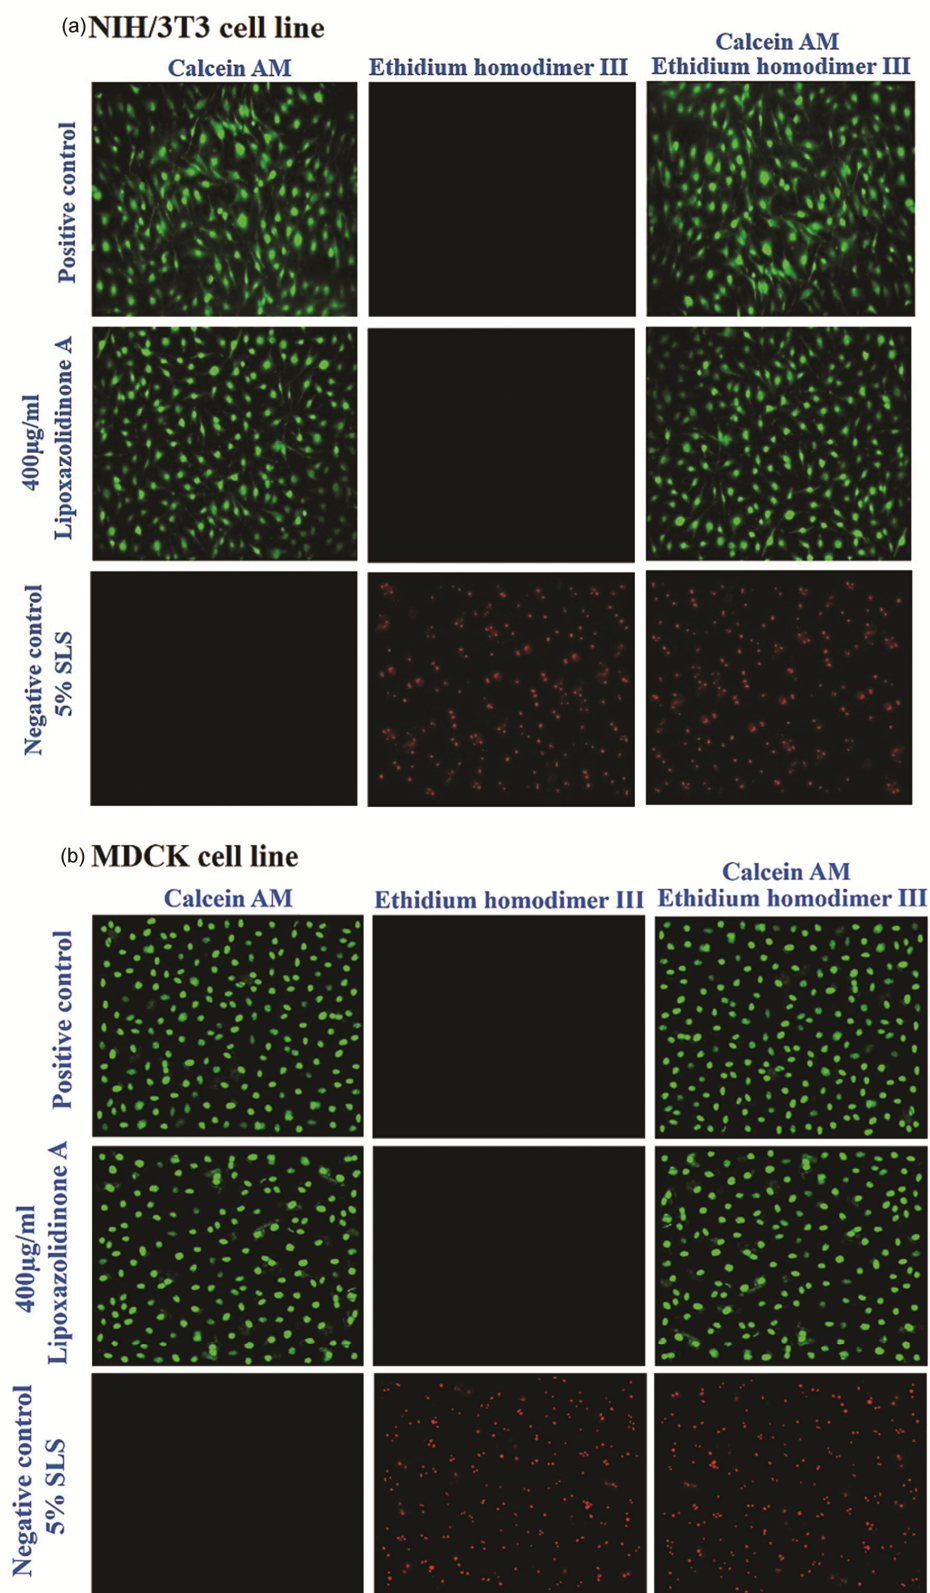 (a) NIH/3T3 cell line
Calcein AM
Ethidium homodimer III
Calcein AM
Ethidium homodimer III
Positive control
400µg/ml
Lipoxazolidinone A
Negative control
5% SLS
(b) MDCK cell line
Calcein AM
Ethidium homodimer III
Calcein AM
Ethidium homodimer III
Positive control
400µg/ml
Lipoxazolidinone A
Negative control
5% SLS